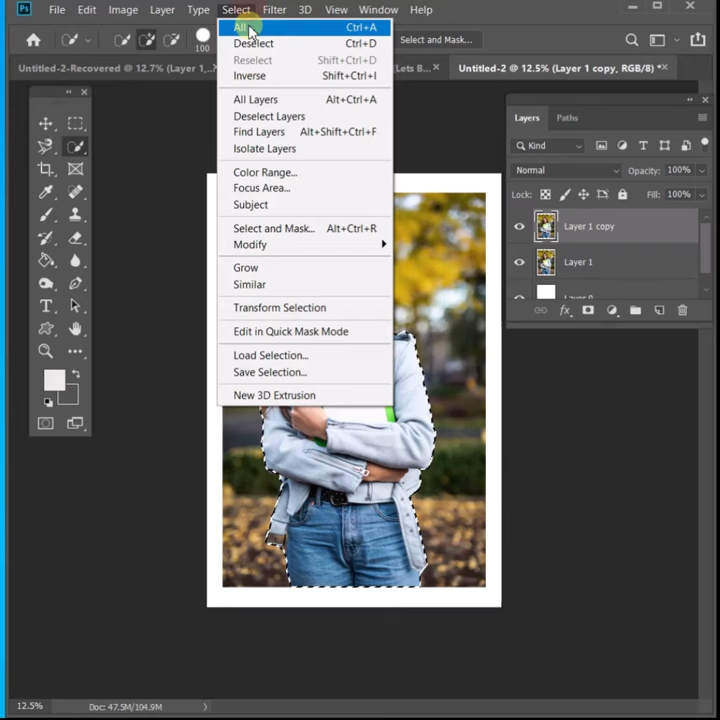 Ps File Edit Image Layer Type Select Filter 3D View Window Help
100 Select and Mask...
Untitled-2-Recovered @ 12.7% (Layer 1, (Lets B... Untitled-2 @ 12.5% (Layer 1 copy, RGB/8) *
All Ctrl+A
Deselect Ctrl+D
Reselect Shift+Ctrl+D
Inverse Shift+Ctrl+I
All Layers Alt+Ctrl+A
Deselect Layers
Find Layers Alt+Shift+Ctrl+F
Isolate Layers
Color Range...
Focus Area...
Subject
Select and Mask... Alt+Ctrl+R
Modify
Grow
Similar
Transform Selection
Edit in Quick Mask Mode
Load Selection...
Save Selection...
New 3D Extrusion
Layers Paths
Kind
Normal Opacity: 100%
Lock: Fill: 100%
Layer 1 copy
Layer 1
Layer 0
12.5% Doc: 47.5M/104.9M